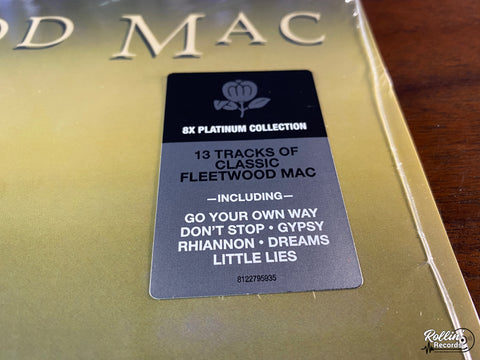 OD MAC
8X PLATINUM COLLECTION
13 TRACKS OF
CLASSIC
FLEETWOOD MAC
—INCLUDING—
GO YOUR OWN WAY
DON'T STOP • GYPSY
RHIANNON • DREAMS
LITTLE LIES
8122795935
Rollin'
Records